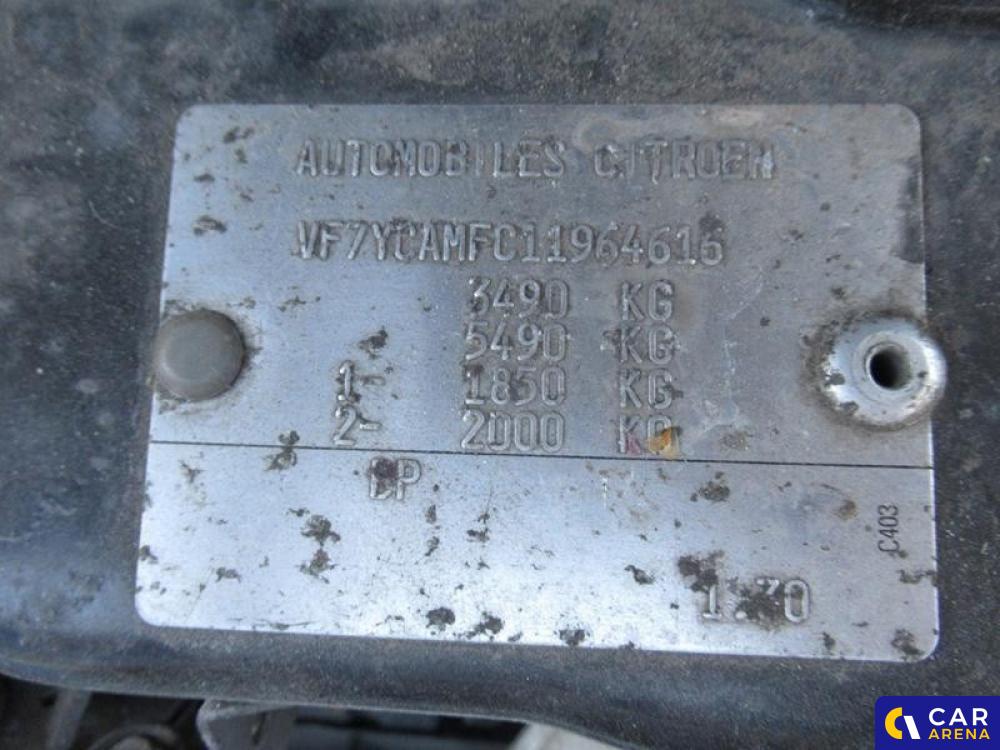 AUTOMOBILES CITROEN
VF7YCAMFC11964616
3490 KG
5490 KG
1- 1850 KG
2- 2000 KG
C403
CAR
ARENA